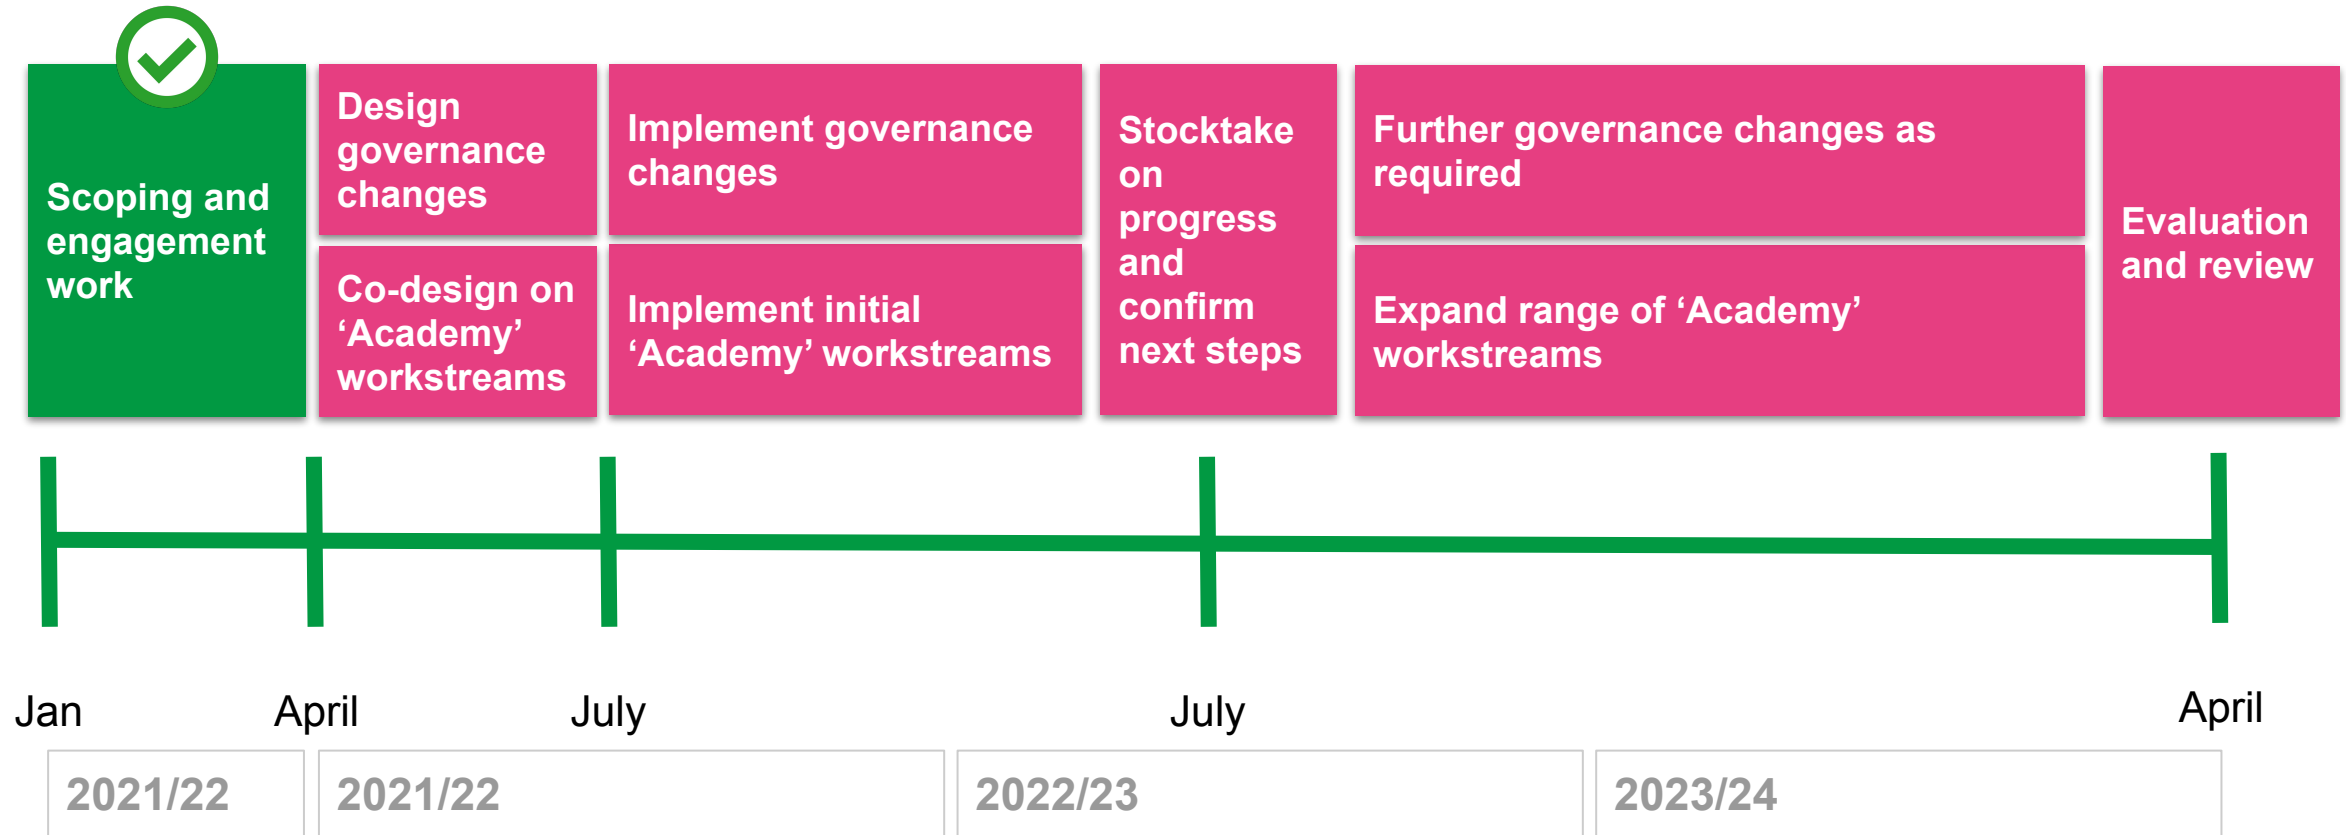 Scoping and
engagement
work
Design
governance
changes
Co-design on
‘Academy’
workstreams
Implement governance
changes
Implement initial
‘Academy’ workstreams
Stocktake
on
progress
and
confirm
next steps
Further governance changes as
required
Expand range of ‘Academy’
workstreams
Evaluation
and review
Jan
April
July
July
April
2021/22
2021/22
2022/23
2023/24